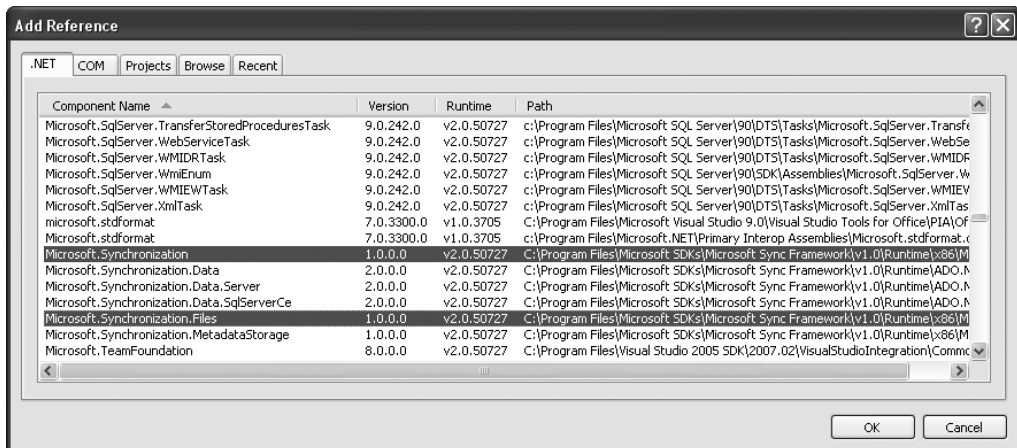 Add Reference
.NET COM Projects Browse Recent
Component Name Version Runtime Path
Microsoft.SqlServer.TransferStoredProceduresTask 9.0.242.0 v2.0.50727 c:\Program Files\Microsoft SQL Server\90\DTS\Tasks\Microsoft.SqlServer.Transfe
Microsoft.SqlServer.WebServiceTask 9.0.242.0 v2.0.50727 c:\Program Files\Microsoft SQL Server\90\DTS\Tasks\Microsoft.SqlServer.WebSe
Microsoft.SqlServer.WMIDRTask 9.0.242.0 v2.0.50727 c:\Program Files\Microsoft SQL Server\90\DTS\Tasks\Microsoft.SqlServer.WMIDR
Microsoft.SqlServer.WmiEnum 9.0.242.0 v2.0.50727 c:\Program Files\Microsoft SQL Server\90\SDK\Assemblies\Microsoft.SqlServer.W
Microsoft.SqlServer.WMIEWTask 9.0.242.0 v2.0.50727 c:\Program Files\Microsoft SQL Server\90\DTS\Tasks\Microsoft.SqlServer.WMIEV
Microsoft.SqlServer.XmlTask 9.0.242.0 v2.0.50727 c:\Program Files\Microsoft SQL Server\90\DTS\Tasks\Microsoft.SqlServer.XmlTas
microsoft.stdformat 7.0.3300.0 v1.0.3705 C:\Program Files\Microsoft Visual Studio 9.0\Visual Studio Tools for Office\PIA\Of
microsoft.stdformat 7.0.3300.0 v1.0.3705 c:\Program Files\Microsoft.NET\Primary Interop Assemblies\Microsoft.stdformat.c
Microsoft.Synchronization 1.0.0.0 v2.0.50727 C:\Program Files\Microsoft SDKs\Microsoft Sync Framework\v1.0\Runtime\x86\M
Microsoft.Synchronization.Data 2.0.0.0 v2.0.50727 C:\Program Files\Microsoft SDKs\Microsoft Sync Framework\v1.0\Runtime\ADO.N
Microsoft.Synchronization.Data.Server 2.0.0.0 v2.0.50727 C:\Program Files\Microsoft SDKs\Microsoft Sync Framework\v1.0\Runtime\ADO.N
Microsoft.Synchronization.Data.SqlServerCe 2.0.0.0 v2.0.50727 C:\Program Files\Microsoft SDKs\Microsoft Sync Framework\v1.0\Runtime\ADO.N
Microsoft.Synchronization.Files 1.0.0.0 v2.0.50727 C:\Program Files\Microsoft SDKs\Microsoft Sync Framework\v1.0\Runtime\x86\M
Microsoft.Synchronization.MetadataStorage 1.0.0.0 v2.0.50727 C:\Program Files\Microsoft SDKs\Microsoft Sync Framework\v1.0\Runtime\x86\M
Microsoft.TeamFoundation 8.0.0.0 v2.0.50727 C:\Program Files\Visual Studio 2005 SDK\2007.02\VisualStudioIntegration\Commo
OK Cancel